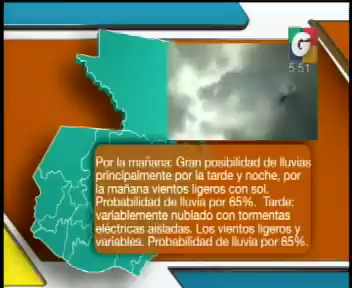 G
5:51
Por la mañana: Gran posibilidad de lluvias
principalmente por la tarde y noche, por
la mañana vientos ligeros con sol.
Probabilidad de lluvia por 65%. Tarde:
variablemente nublado con tormentas
eléctricas aisladas. Los vientos ligeros y
variables. Probabilidad de lluvia por 65%.